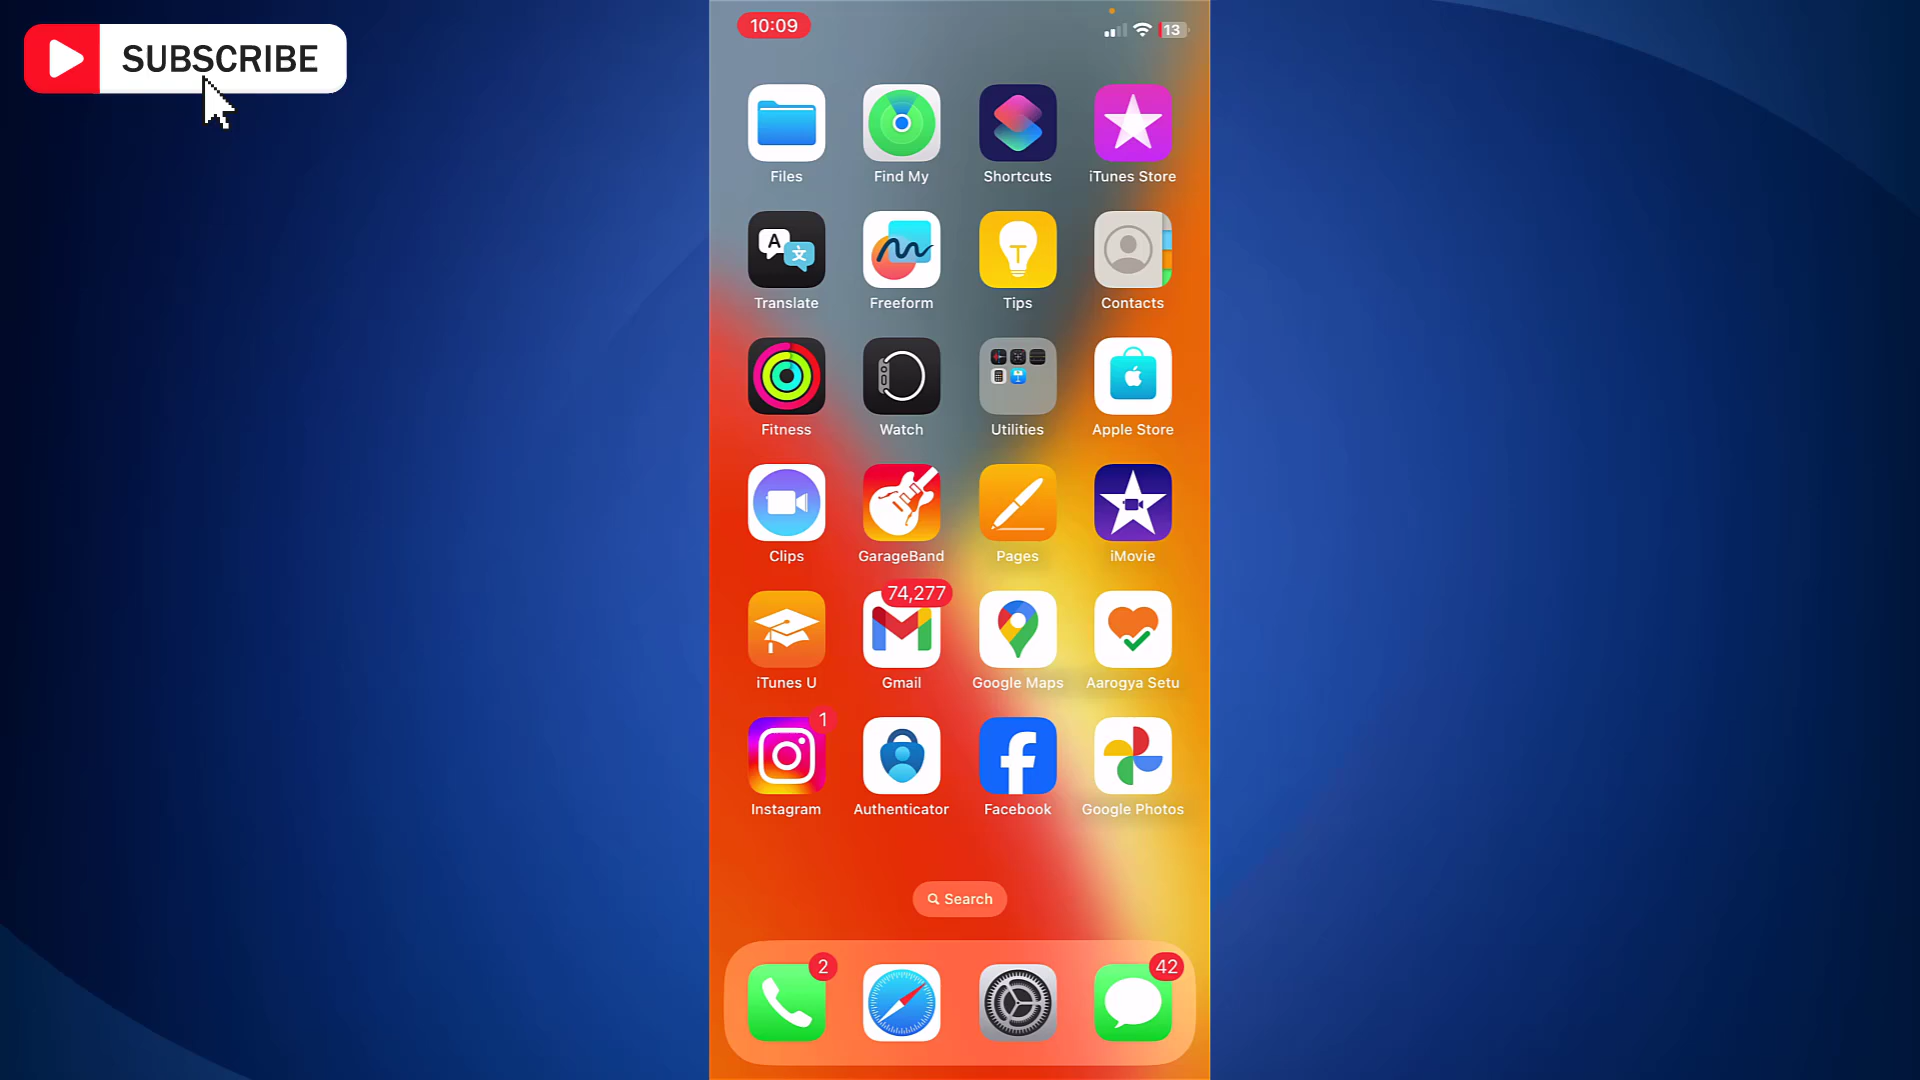 SUBSCRIBE
10:09
13
Files Find My Shortcuts iTunes Store
A 文 T
Translate Freeform Tips Contacts
Fitness Watch Utilities Apple Store
Clips GarageBand Pages iMovie
74,277
iTunes U Gmail Google Maps Aarogya Setu
1
Instagram Authenticator Facebook Google Photos
Search
2 42